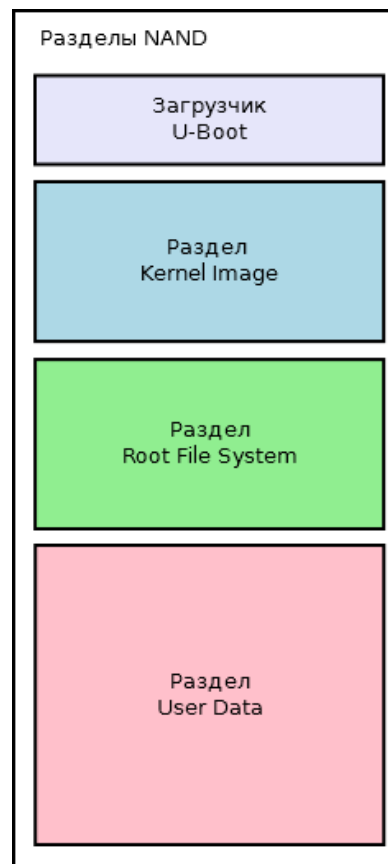 Разделы NAND
Загрузчик
U-Boot
Раздел
Kernel Image
Раздел
Root File System
Раздел
User Data